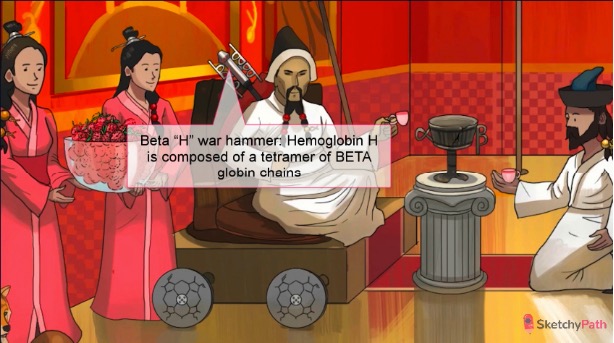 Beta “H” war hammer: Hemoglobin H
is composed of a tetramer of BETA
globin chains
SketchyPath